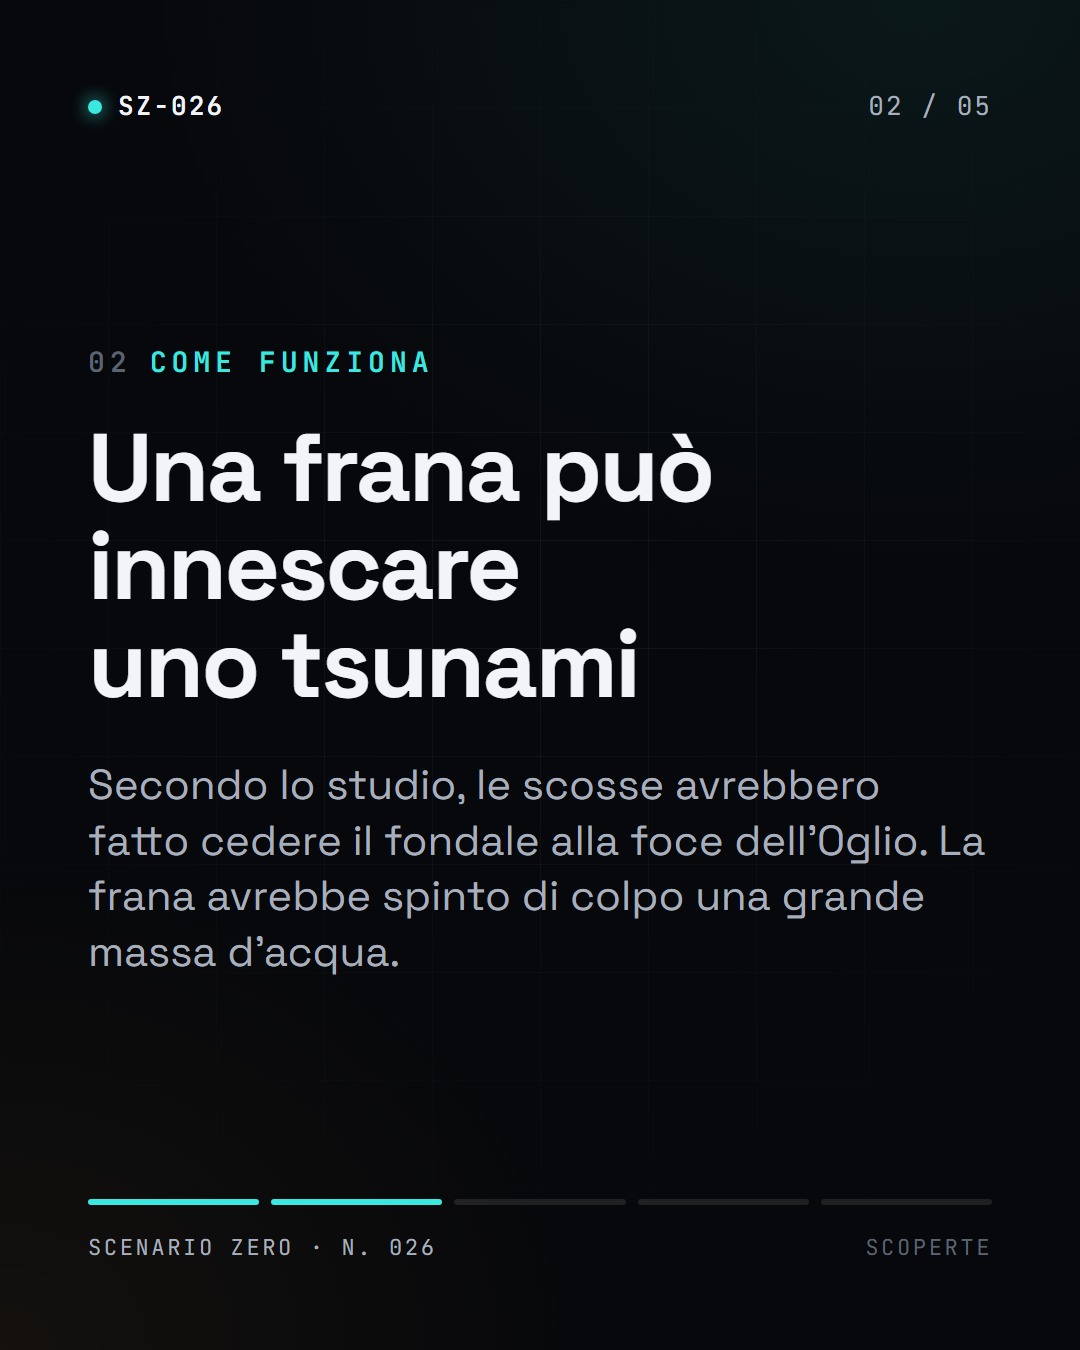 SZ-026
02 / 05
02 COME FUNZIONA
Una frana può
innescare
uno tsunami
Secondo lo studio, le scosse avrebbero
fatto cedere il fondale alla foce dell’Oglio. La
frana avrebbe spinto di colpo una grande
massa d’acqua.
SCENARIO ZERO · N. 026
SCOPERTE